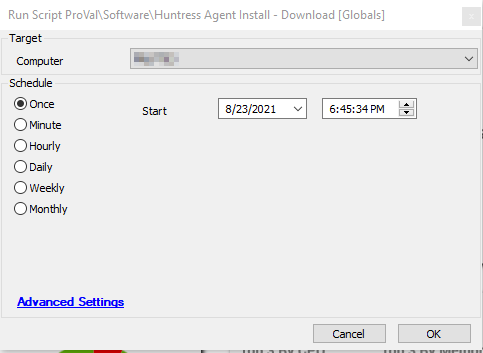 Run Script ProVal\Software\Huntress Agent Install - Download [Globals]
Target
Computer
Schedule
Once
Start
8/23/2021
6:45:34 PM
Minute
Hourly
Daily
Weekly
Monthly
Advanced Settings
Cancel
OK